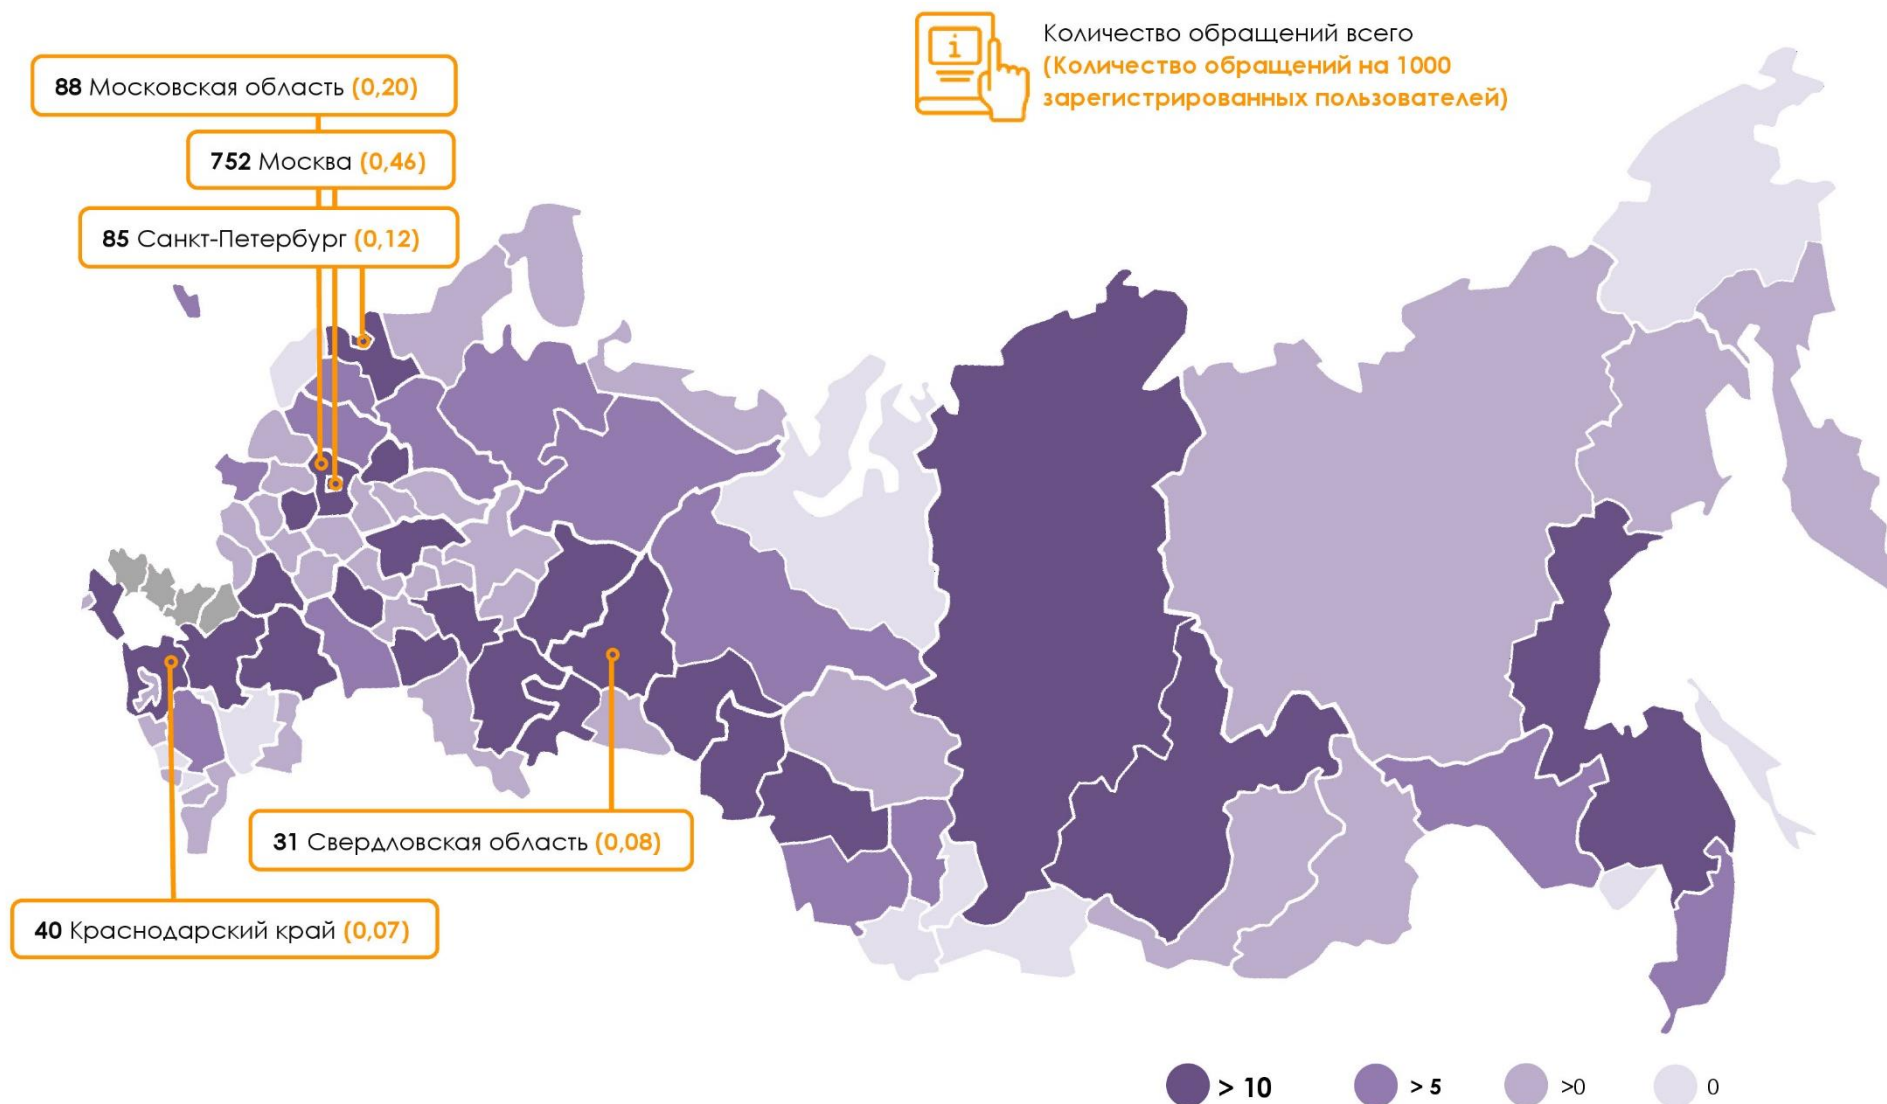 Количество обращений всего
(Количество обращений на 1000
зарегистрированных пользователей)
88 Московская область (0,20)
752 Москва (0,46)
85 Санкт-Петербург (0,12)
31 Свердловская область (0,08)
40 Краснодарский край (0,07)
> 10 > 5 >0 0